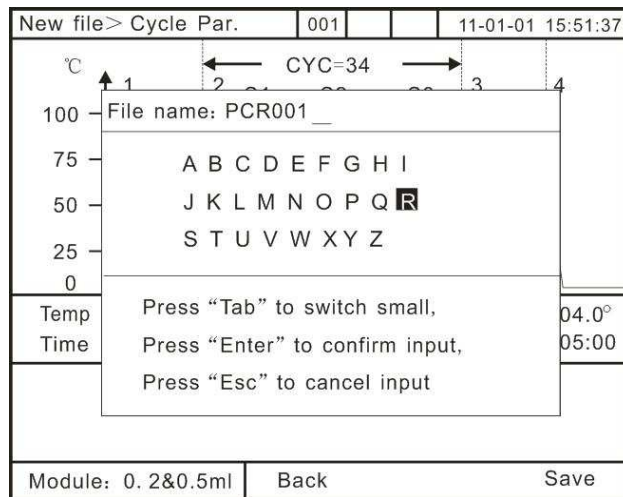 New file> Cycle Par. 001 11-01-01 15:51:37
℃ CYC=34
1 2 3 4
100
File name: PCR001_
75
A B C D E F G H I
50
J K L M N O P Q R
S T U V W X Y Z
25
0
Press “Tab” to switch small,
Temp 04.0°
Press “Enter” to confirm input,
Time 05:00
Press “Esc” to cancel input
Module: 0. 2&0.5ml Back Save